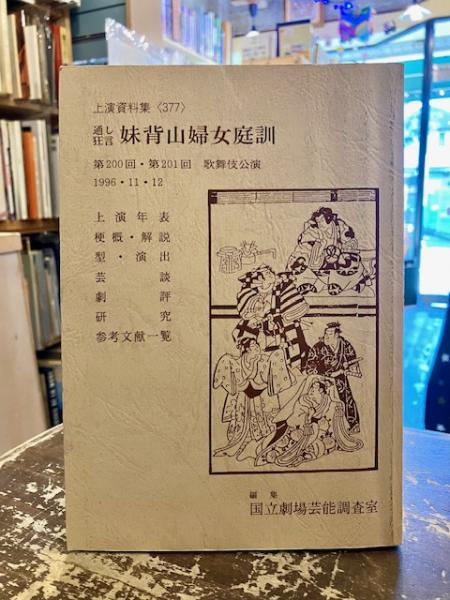 上演資料集〈377〉
通し狂言 妹背山婦女庭訓
第200回・第201回 歌舞伎公演
1996・11・12
上演年表
梗概・解説
型・演出
芸談
劇評
研究
参考文献一覧
編集
国立劇場芸能調査室